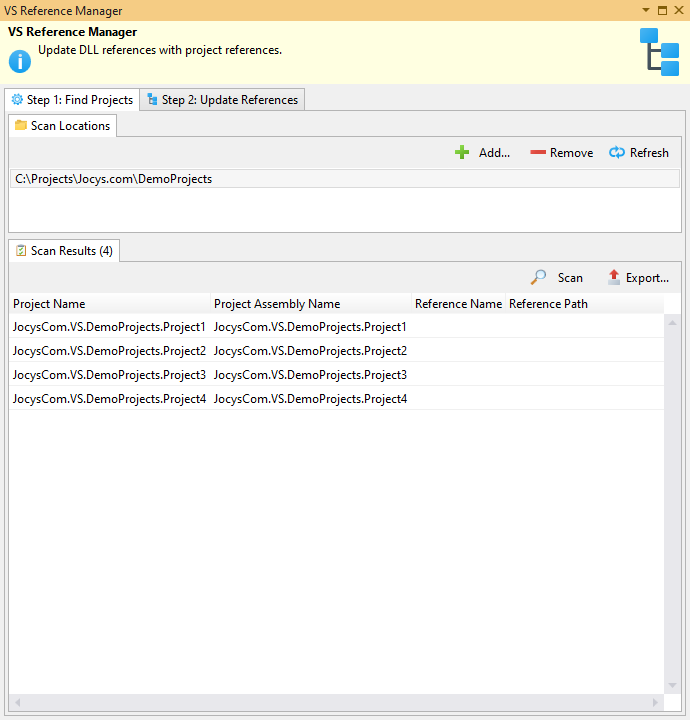 VS Reference Manager
VS Reference Manager
Update DLL references with project references.
Step 1: Find Projects Step 2: Update References
Scan Locations
Add... Remove Refresh
C:\Projects\Jocys.com\DemoProjects
Scan Results (4)
Scan Export...
Project Name Project Assembly Name Reference Name Reference Path
JocysCom.VS.DemoProjects.Project1 JocysCom.VS.DemoProjects.Project1
JocysCom.VS.DemoProjects.Project2 JocysCom.VS.DemoProjects.Project2
JocysCom.VS.DemoProjects.Project3 JocysCom.VS.DemoProjects.Project3
JocysCom.VS.DemoProjects.Project4 JocysCom.VS.DemoProjects.Project4